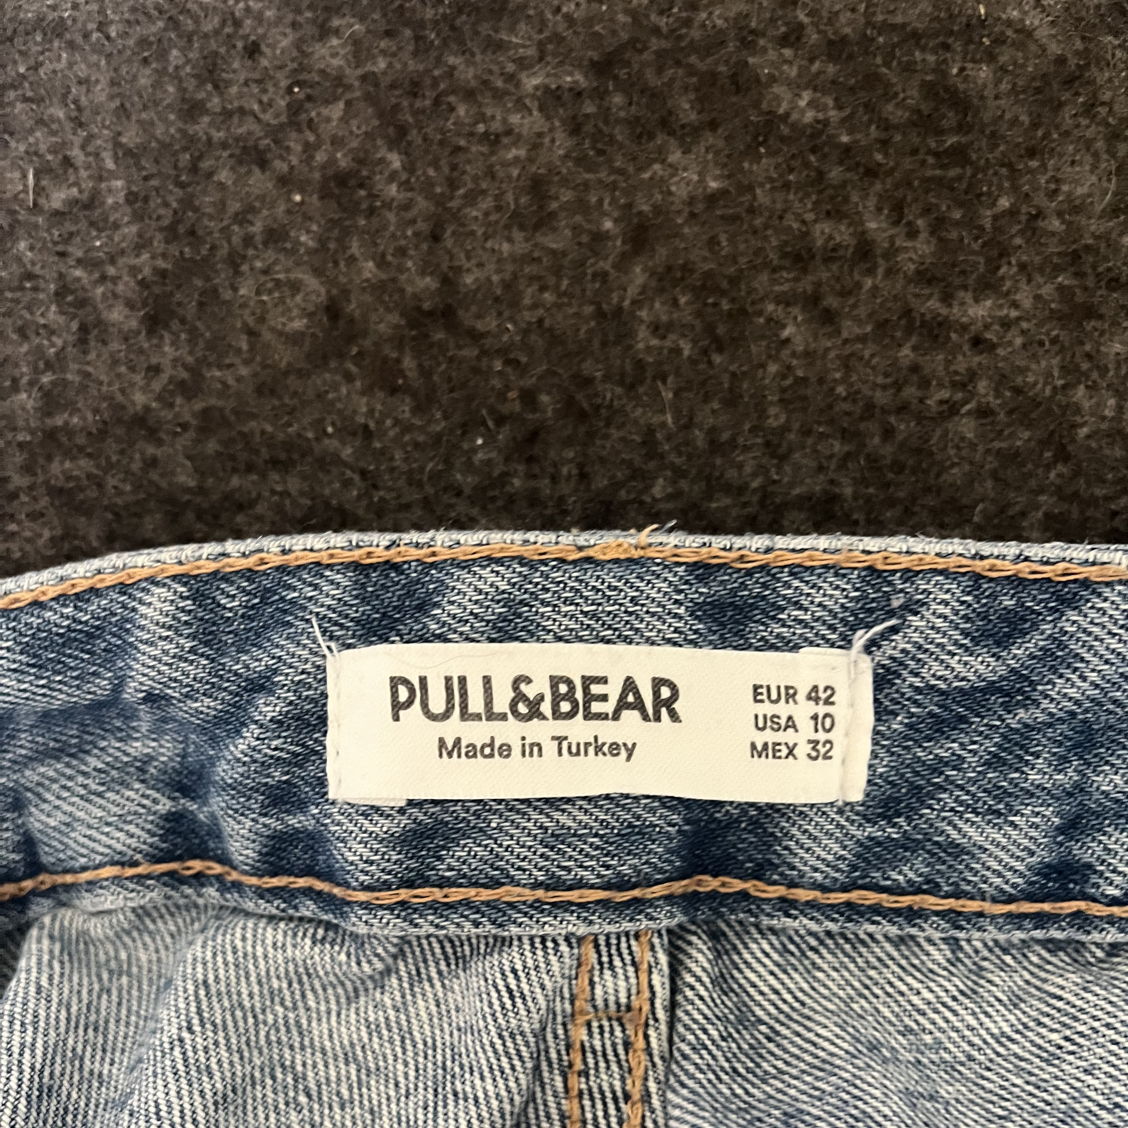 PULL&BEAR
Made in Turkey
EUR 42
USA 10
MEX 32